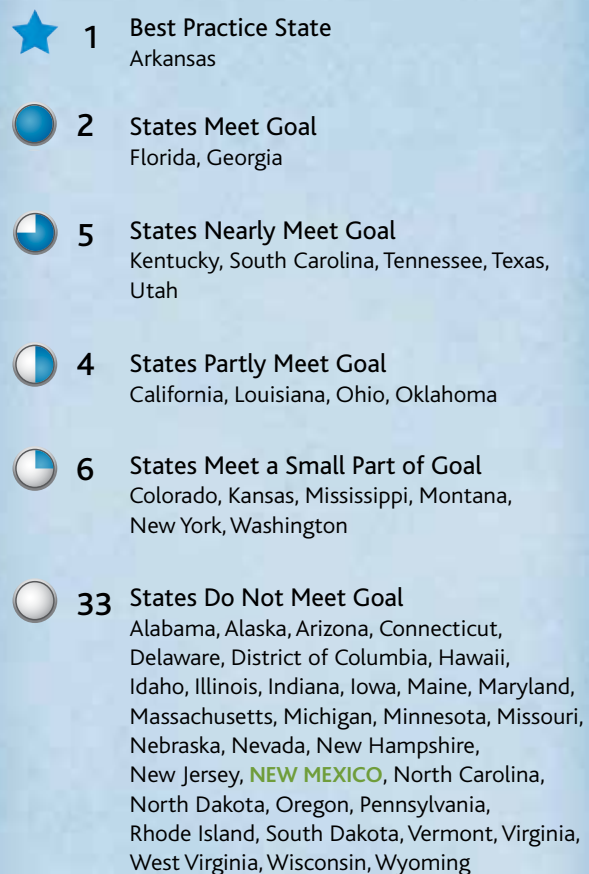 1 Best Practice State
Arkansas
2 States Meet Goal
Florida, Georgia
5 States Nearly Meet Goal
Kentucky, South Carolina, Tennessee, Texas,
Utah
4 States Partly Meet Goal
California, Louisiana, Ohio, Oklahoma
6 States Meet a Small Part of Goal
Colorado, Kansas, Mississippi, Montana,
New York, Washington
33 States Do Not Meet Goal
Alabama, Alaska, Arizona, Connecticut,
Delaware, District of Columbia, Hawaii,
Idaho, Illinois, Indiana, Iowa, Maine, Maryland,
Massachusetts, Michigan, Minnesota, Missouri,
Nebraska, Nevada, New Hampshire,
New Jersey, NEW MEXICO, North Carolina,
North Dakota, Oregon, Pennsylvania,
Rhode Island, South Dakota, Vermont, Virginia,
West Virginia, Wisconsin, Wyoming